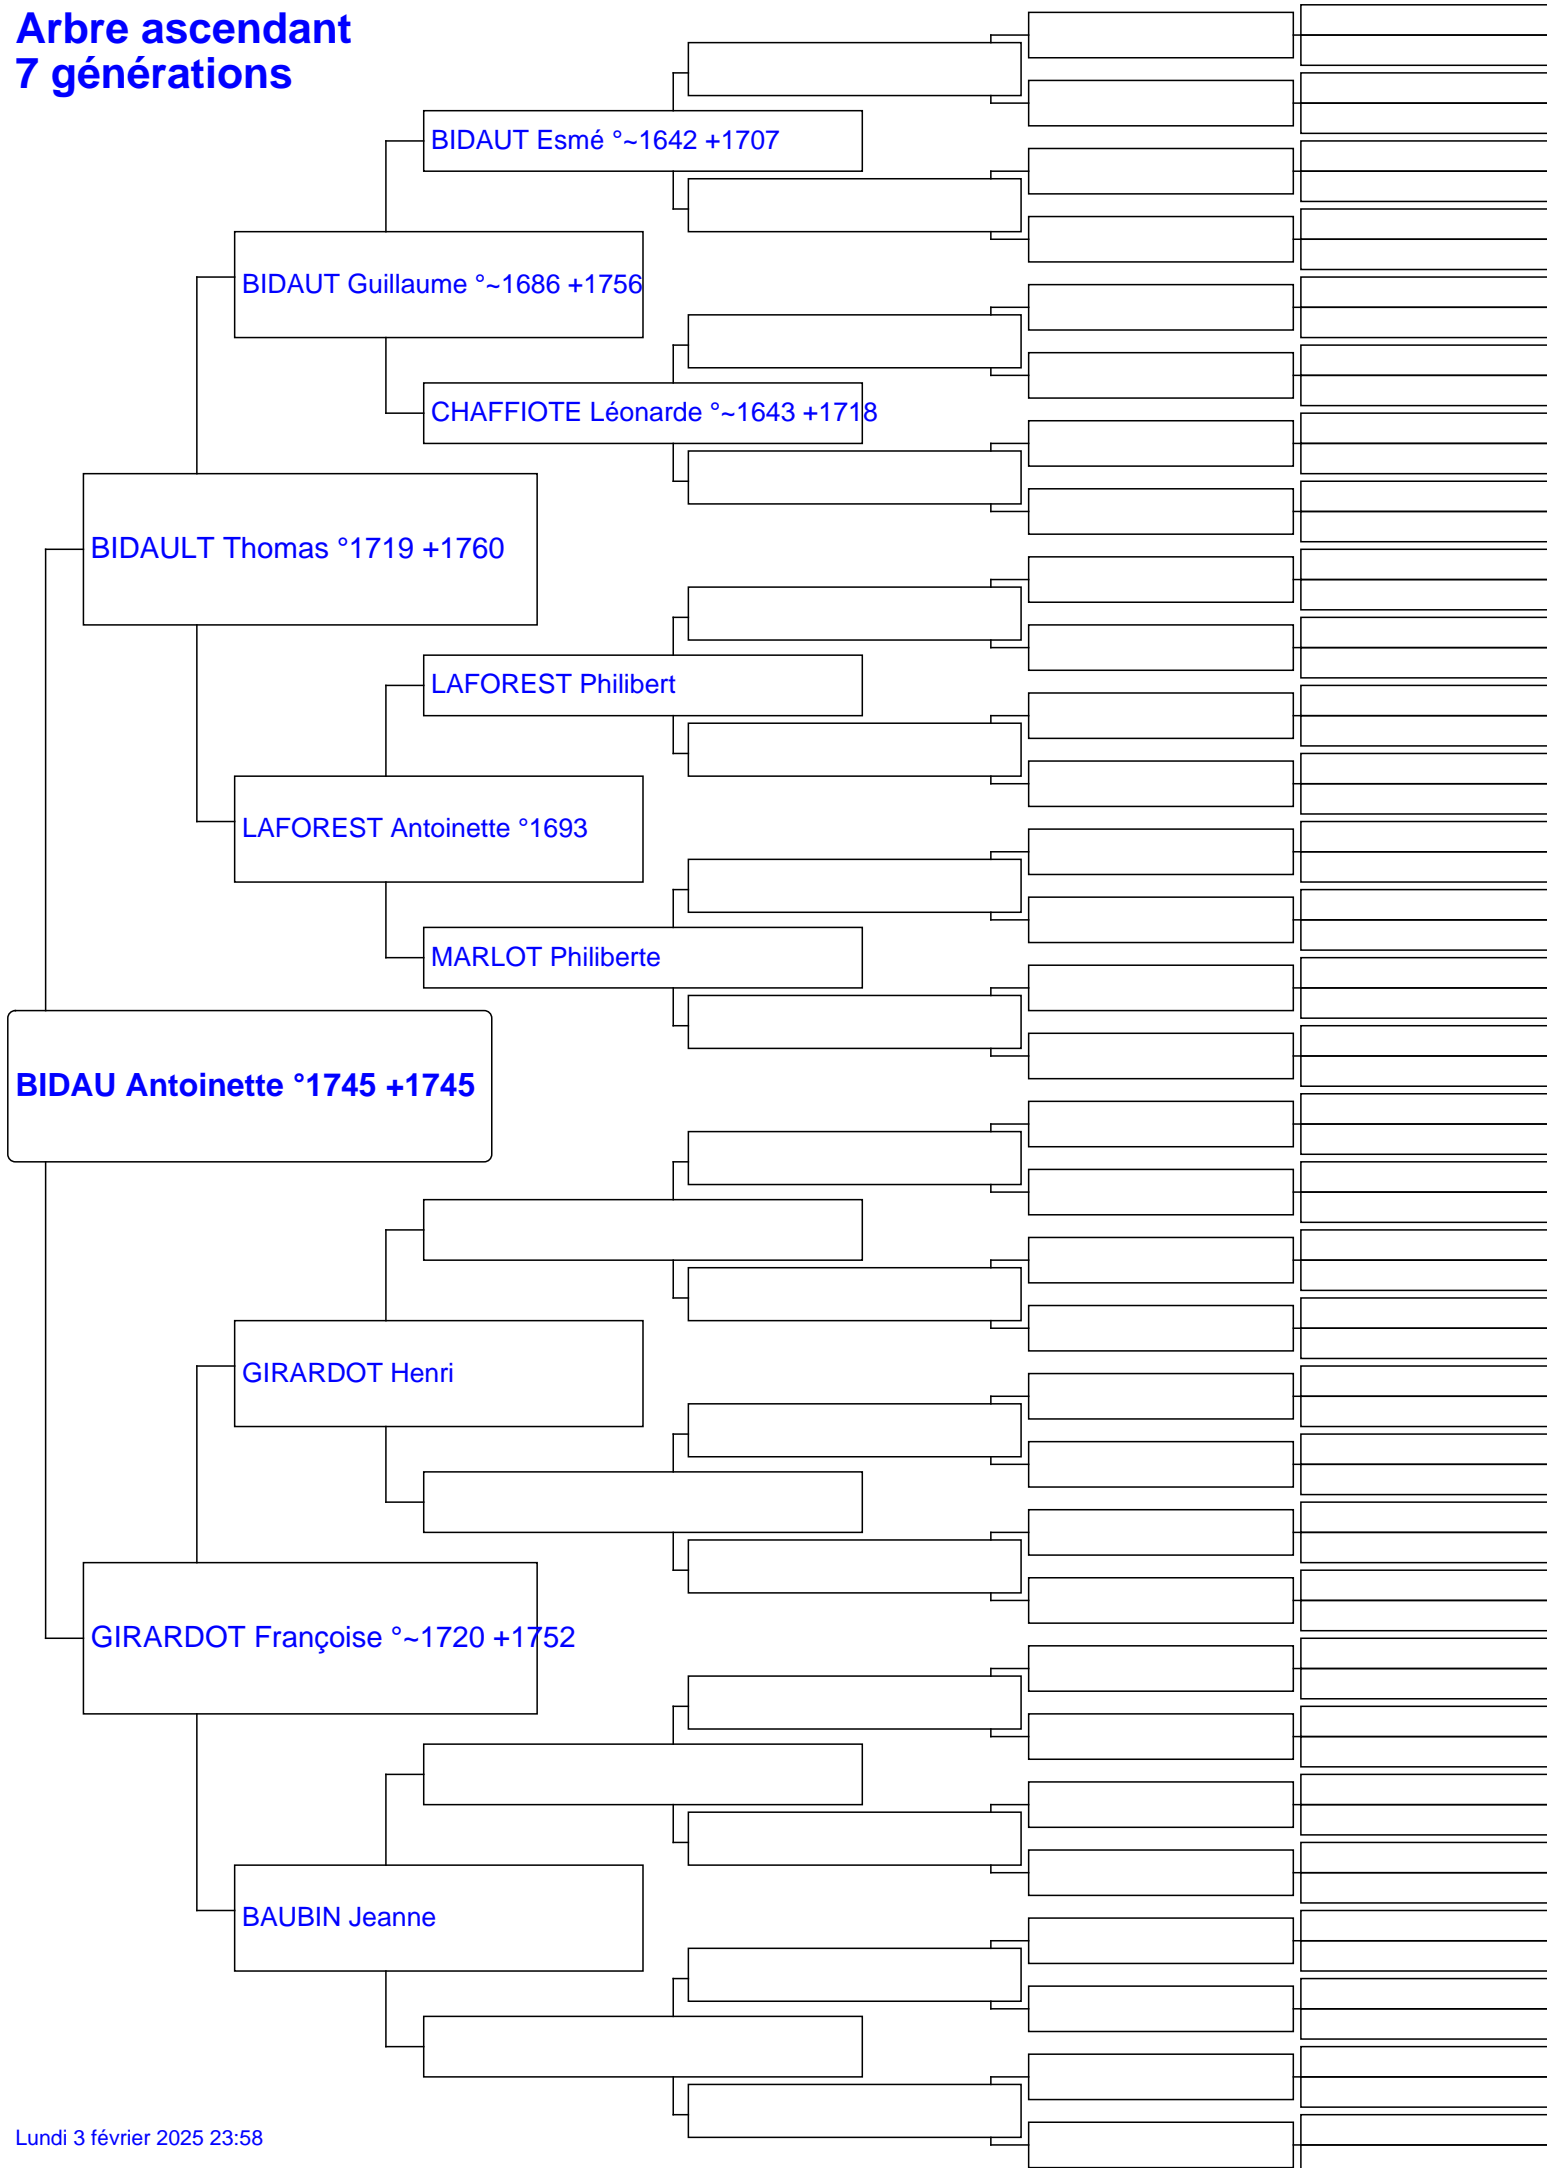 Arbre ascendant
7 générations
BIDAUT Esmé °~1642 +1707
BIDAUT Guillaume °~1686 +1756
CHAFFIOTE Léonarde °~1643 +1718
BIDAULT Thomas °1719 +1760
LAFOREST Philibert
LAFOREST Antoinette °1693
MARLOT Philiberte
BIDAU Antoinette °1745 +1745
GIRARDOT Henri
GIRARDOT Françoise °~1720 +1752
BAUBIN Jeanne
Lundi 3 février 2025 23:58